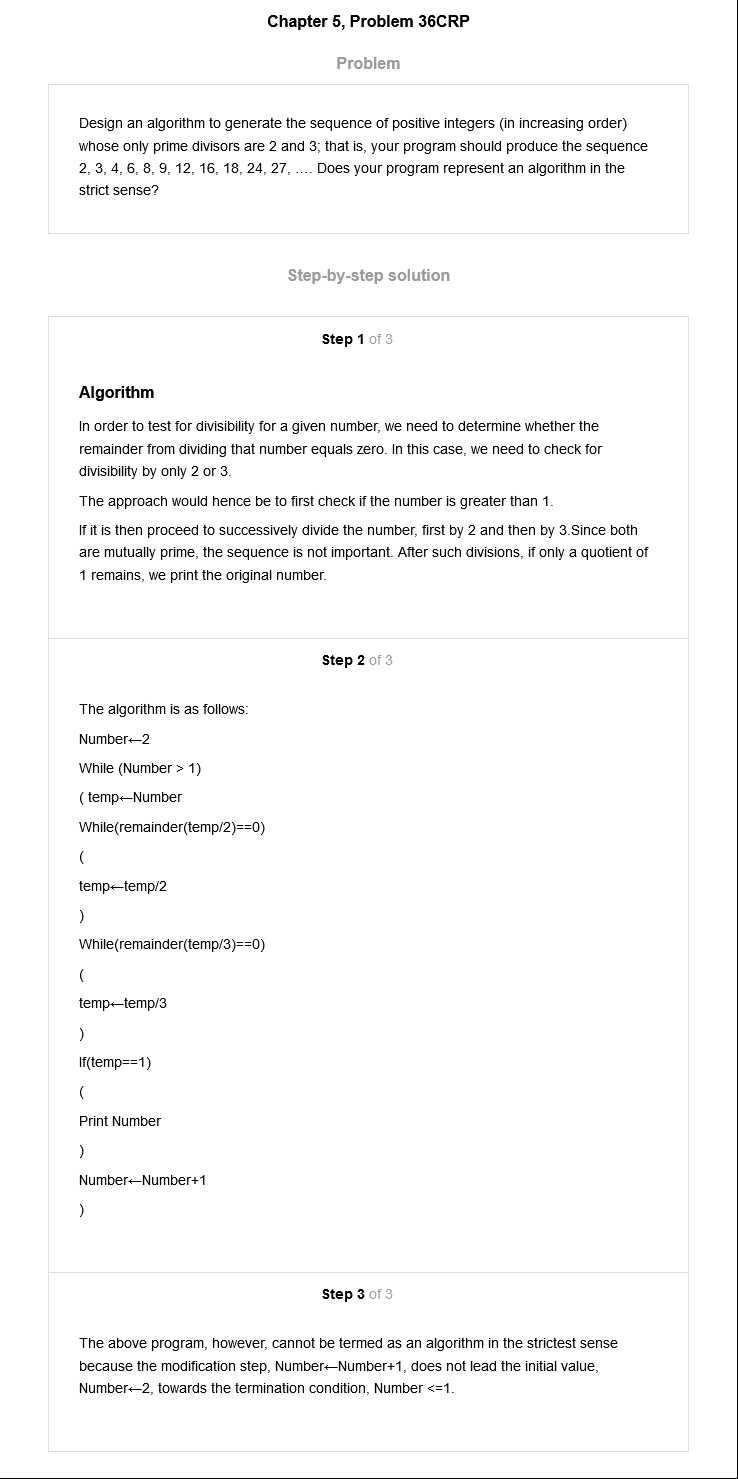 Chapter 5, Problem 36CRP
Problem
Design an algorithm to generate the sequence of positive integers (in increasing order)
whose only prime divisors are 2 and 3; that is, your program should produce the sequence
2, 3, 4, 6, 8, 9, 12, 16, 18, 24, 27, …. Does your program represent an algorithm in the
strict sense?
Step-by-step solution
Step 1 of 3
Algorithm
In order to test for divisibility for a given number, we need to determine whether the
remainder from dividing that number equals zero. In this case, we need to check for
divisibility by only 2 or 3.
The approach would hence be to first check if the number is greater than 1.
If it is then proceed to successively divide the number, first by 2 and then by 3.Since both
are mutually prime, the sequence is not important. After such divisions, if only a quotient of
1 remains, we print the original number.
Step 2 of 3
The algorithm is as follows:
Number←2
While (Number > 1)
( temp←Number
While(remainder(temp/2)==0)
(
temp←temp/2
)
While(remainder(temp/3)==0)
(
temp←temp/3
)
If(temp==1)
(
Print Number
)
Number←Number+1
)
Step 3 of 3
The above program, however, cannot be termed as an algorithm in the strictest sense
because the modification step, Number←Number+1, does not lead the initial value,
Number←2, towards the termination condition, Number <=1.